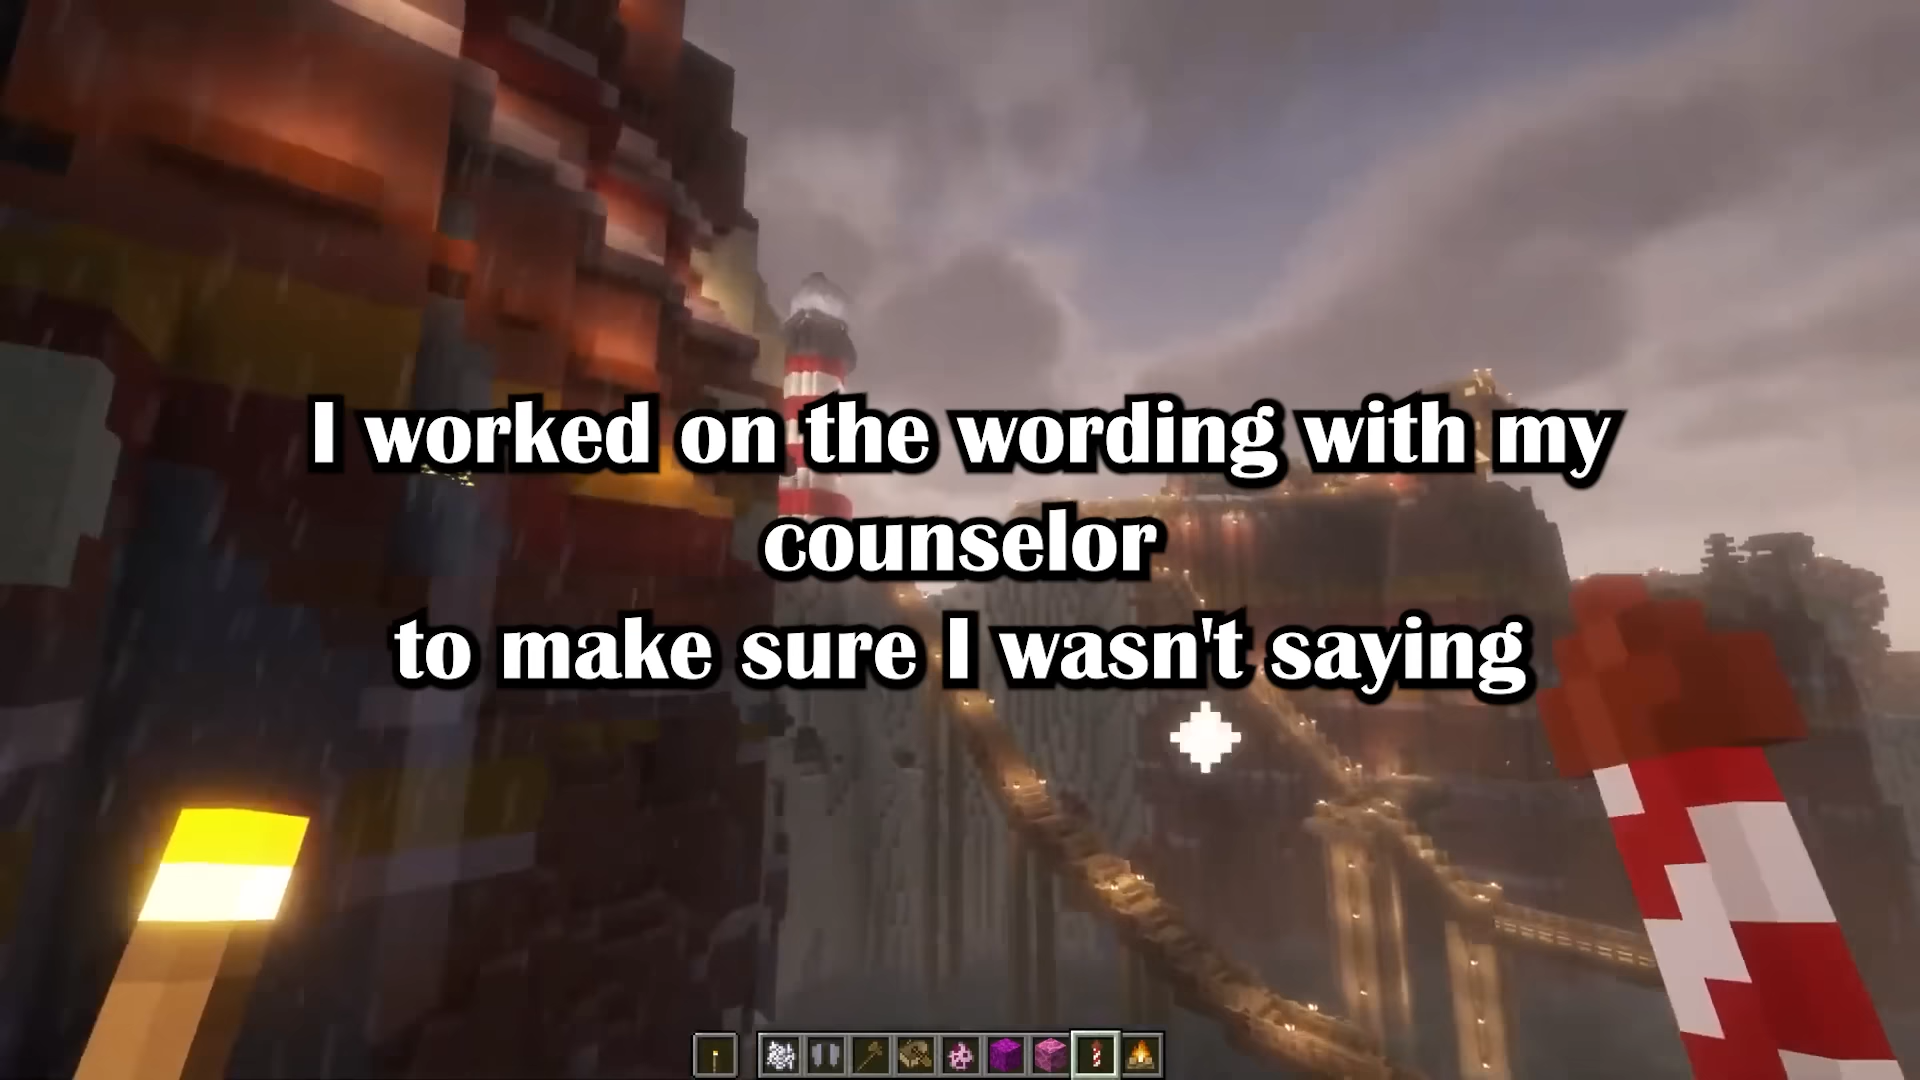 I worked on the wording with my
counselor
to make sure I wasn't saying